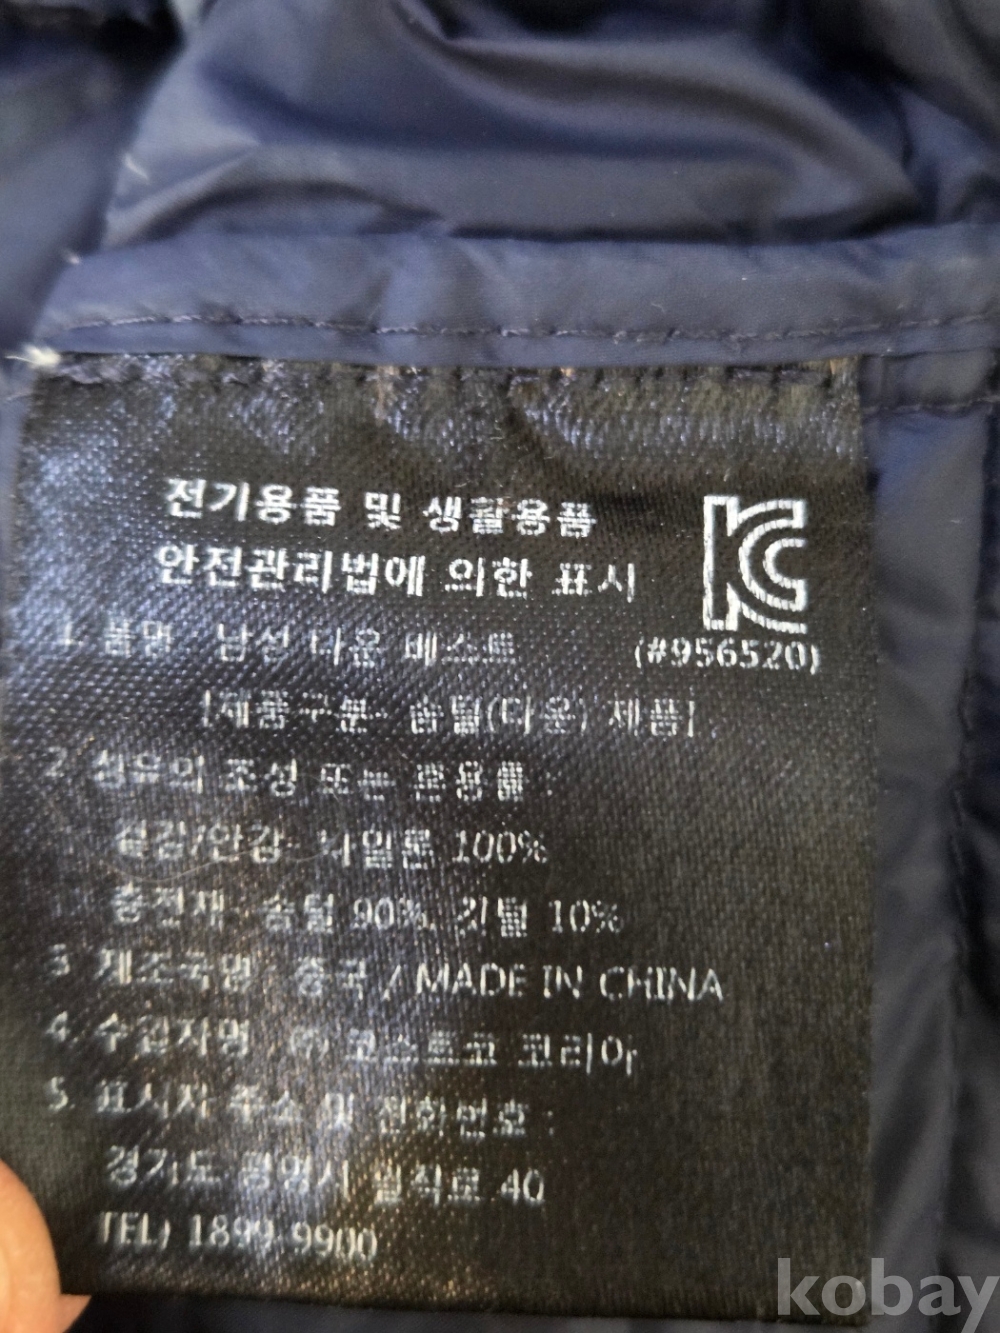 전기용품 및 생활용품
안전관리법에 의한 표시
KC
1. 품명 : 남성 다운 베스트
(#956520)
[제품구분- 솜털(다운) 제품]
2. 섬유의 조성 또는 혼용률 :
겉감/안감- 나일론 100%
충전재- 솜털 90%, 깃털 10%
3. 제조국명 : 중국 / MADE IN CHINA
4. 수입자명 : ㈜ 코스트코 코리아
5. 표시자 주소 및 전화번호 :
경기도 광명시 일직로 40
TEL) 1899-9900
kobay